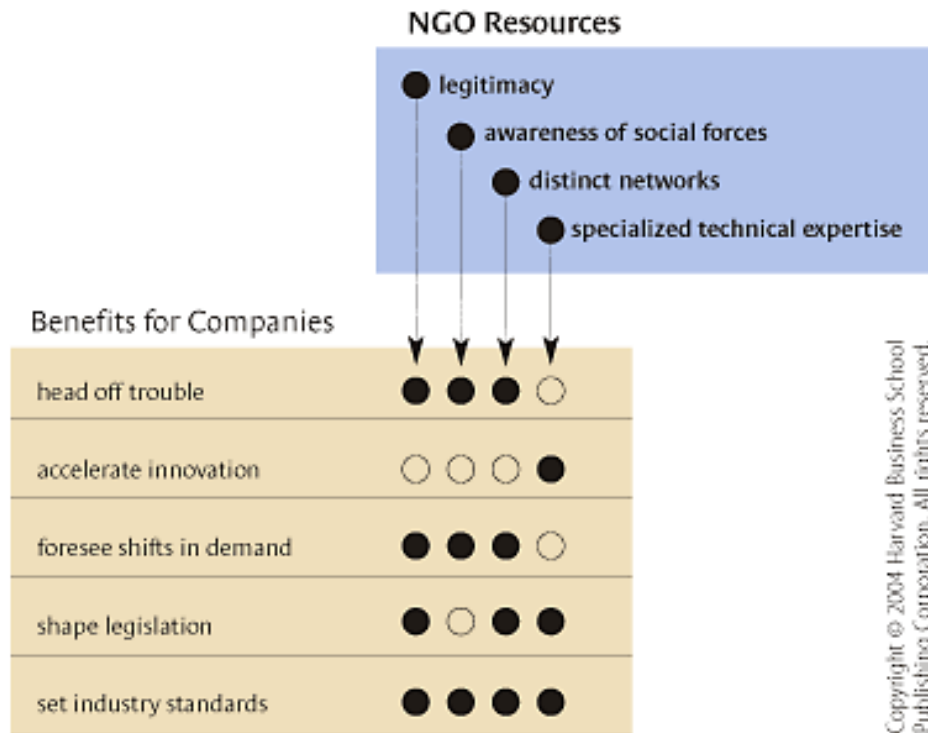 NGO Resources
legitimacy
awareness of social forces
distinct networks
specialized technical expertise
Benefits for Companies
head off trouble
accelerate innovation
foresee shifts in demand
shape legislation
set industry standards
Copyright © 2004 Harvard Business School
Publishing Corporation. All rights reserved.